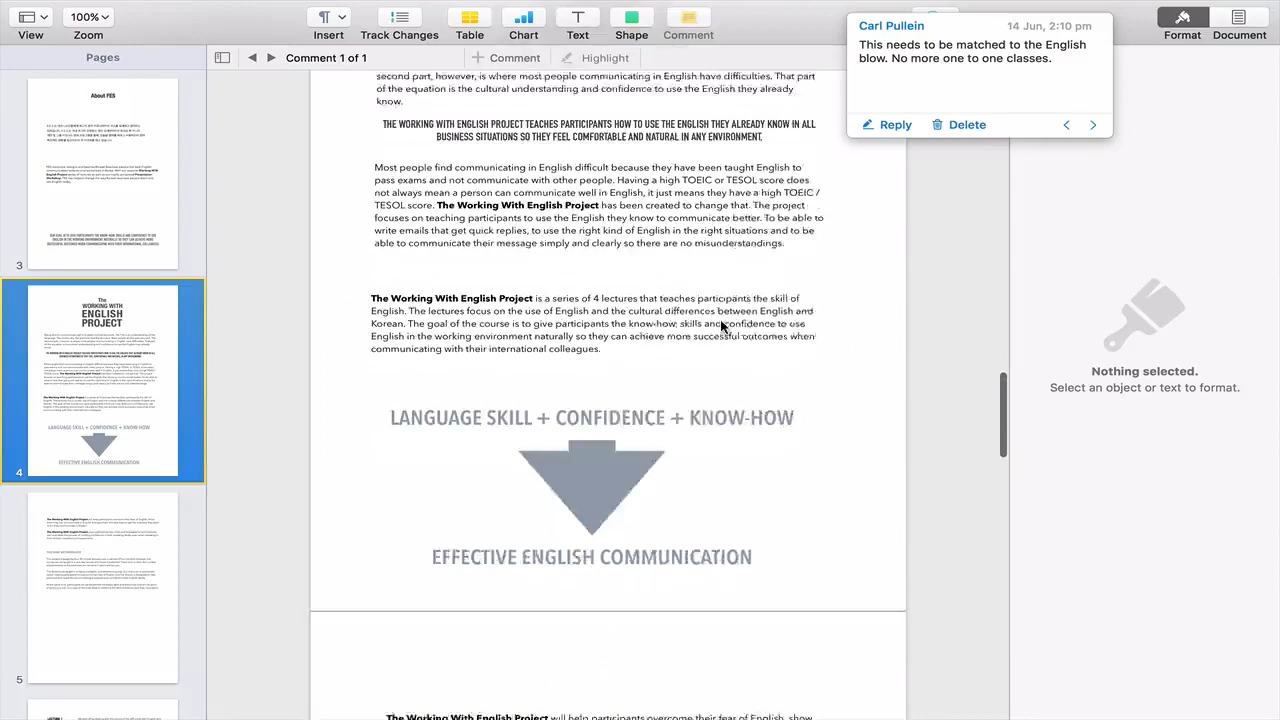 View
100%
Zoom
Insert
Track Changes
Table
Chart
Text
Shape
Comment
Format
Document
Pages
Comment 1 of 1
Comment
Highlight
Carl Pullein
14 Jun, 2:10 pm
This needs to be matched to the English
blow. No more one to one classes.
Reply
Delete
About FES
3
The
WORKING WITH
ENGLISH
PROJECT
LANGUAGE SKILL + CONFIDENCE + KNOW-HOW
EFFECTIVE ENGLISH COMMUNICATION
4
5
second part, however, is where most people communicating in English have difficulties. That part
of the equation is the cultural understanding and confidence to use the English they already
know.
THE WORKING WITH ENGLISH PROJECT TEACHES PARTICIPANTS HOW TO USE THE ENGLISH THEY ALREADY KNOW IN ALL
BUSINESS SITUATIONS SO THEY FEEL COMFORTABLE AND NATURAL IN ANY ENVIRONMENT.
Most people find communicating in English difficult because they have been taught English to
pass exams and not communicate with other people. Having a high TOEIC or TESOL score does
not always mean a person can communicate well in English, it just means they have a high TOEIC /
TESOL score. The Working With English Project has been created to change that. The project
focuses on teaching participants to use the English they know to communicate better. To be able to
write emails that get quick replies, to use the right kind of English in the right situations and to be
able to communicate their message simply and clearly so there are no misunderstandings.
The Working With English Project is a series of 4 lectures that teaches participants the skill of
English. The lectures focus on the use of English and the cultural differences between English and
Korean. The goal of the course is to give participants the know-how, skills and confidence to use
English in the working environment naturally so they can achieve more successful outcomes when
communicating with their international colleagues.
LANGUAGE SKILL + CONFIDENCE + KNOW-HOW
EFFECTIVE ENGLISH COMMUNICATION
The Working With English Project will help participants overcome their fear of English, show
Nothing selected.
Select an object or text to format.